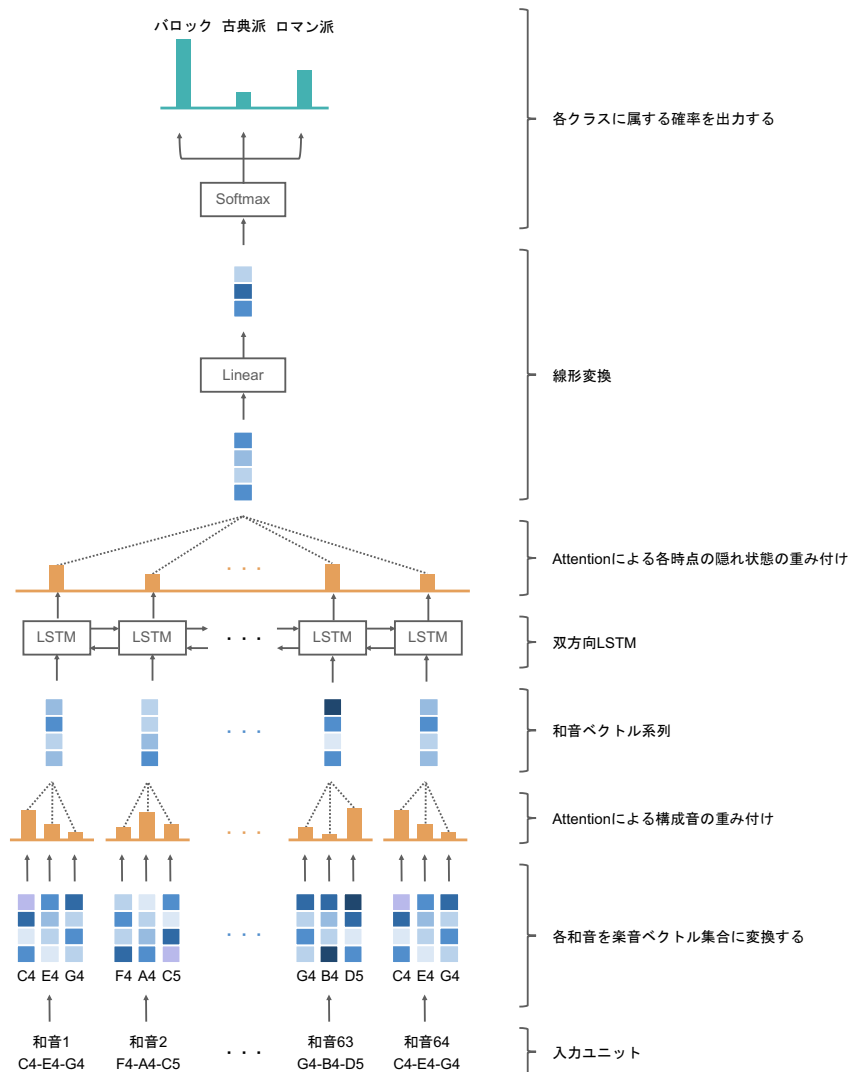 バロック 古典派 ロマン派
各クラスに属する確率を出力する
Softmax
線形変換
Linear
Attentionによる各時点の隠れ状態の重み付け
. . .
LSTM LSTM . . . LSTM LSTM
双方向LSTM
和音ベクトル系列
. . .
Attentionによる構成音の重み付け
. . .
各和音を楽音ベクトル集合に変換する
. . .
C4 E4 G4 F4 A4 C5 G4 B4 D5 C4 E4 G4
和音1 和音2 和音63 和音64
C4-E4-G4 F4-A4-C5 . . . G4-B4-D5 C4-E4-G4
入力ユニット